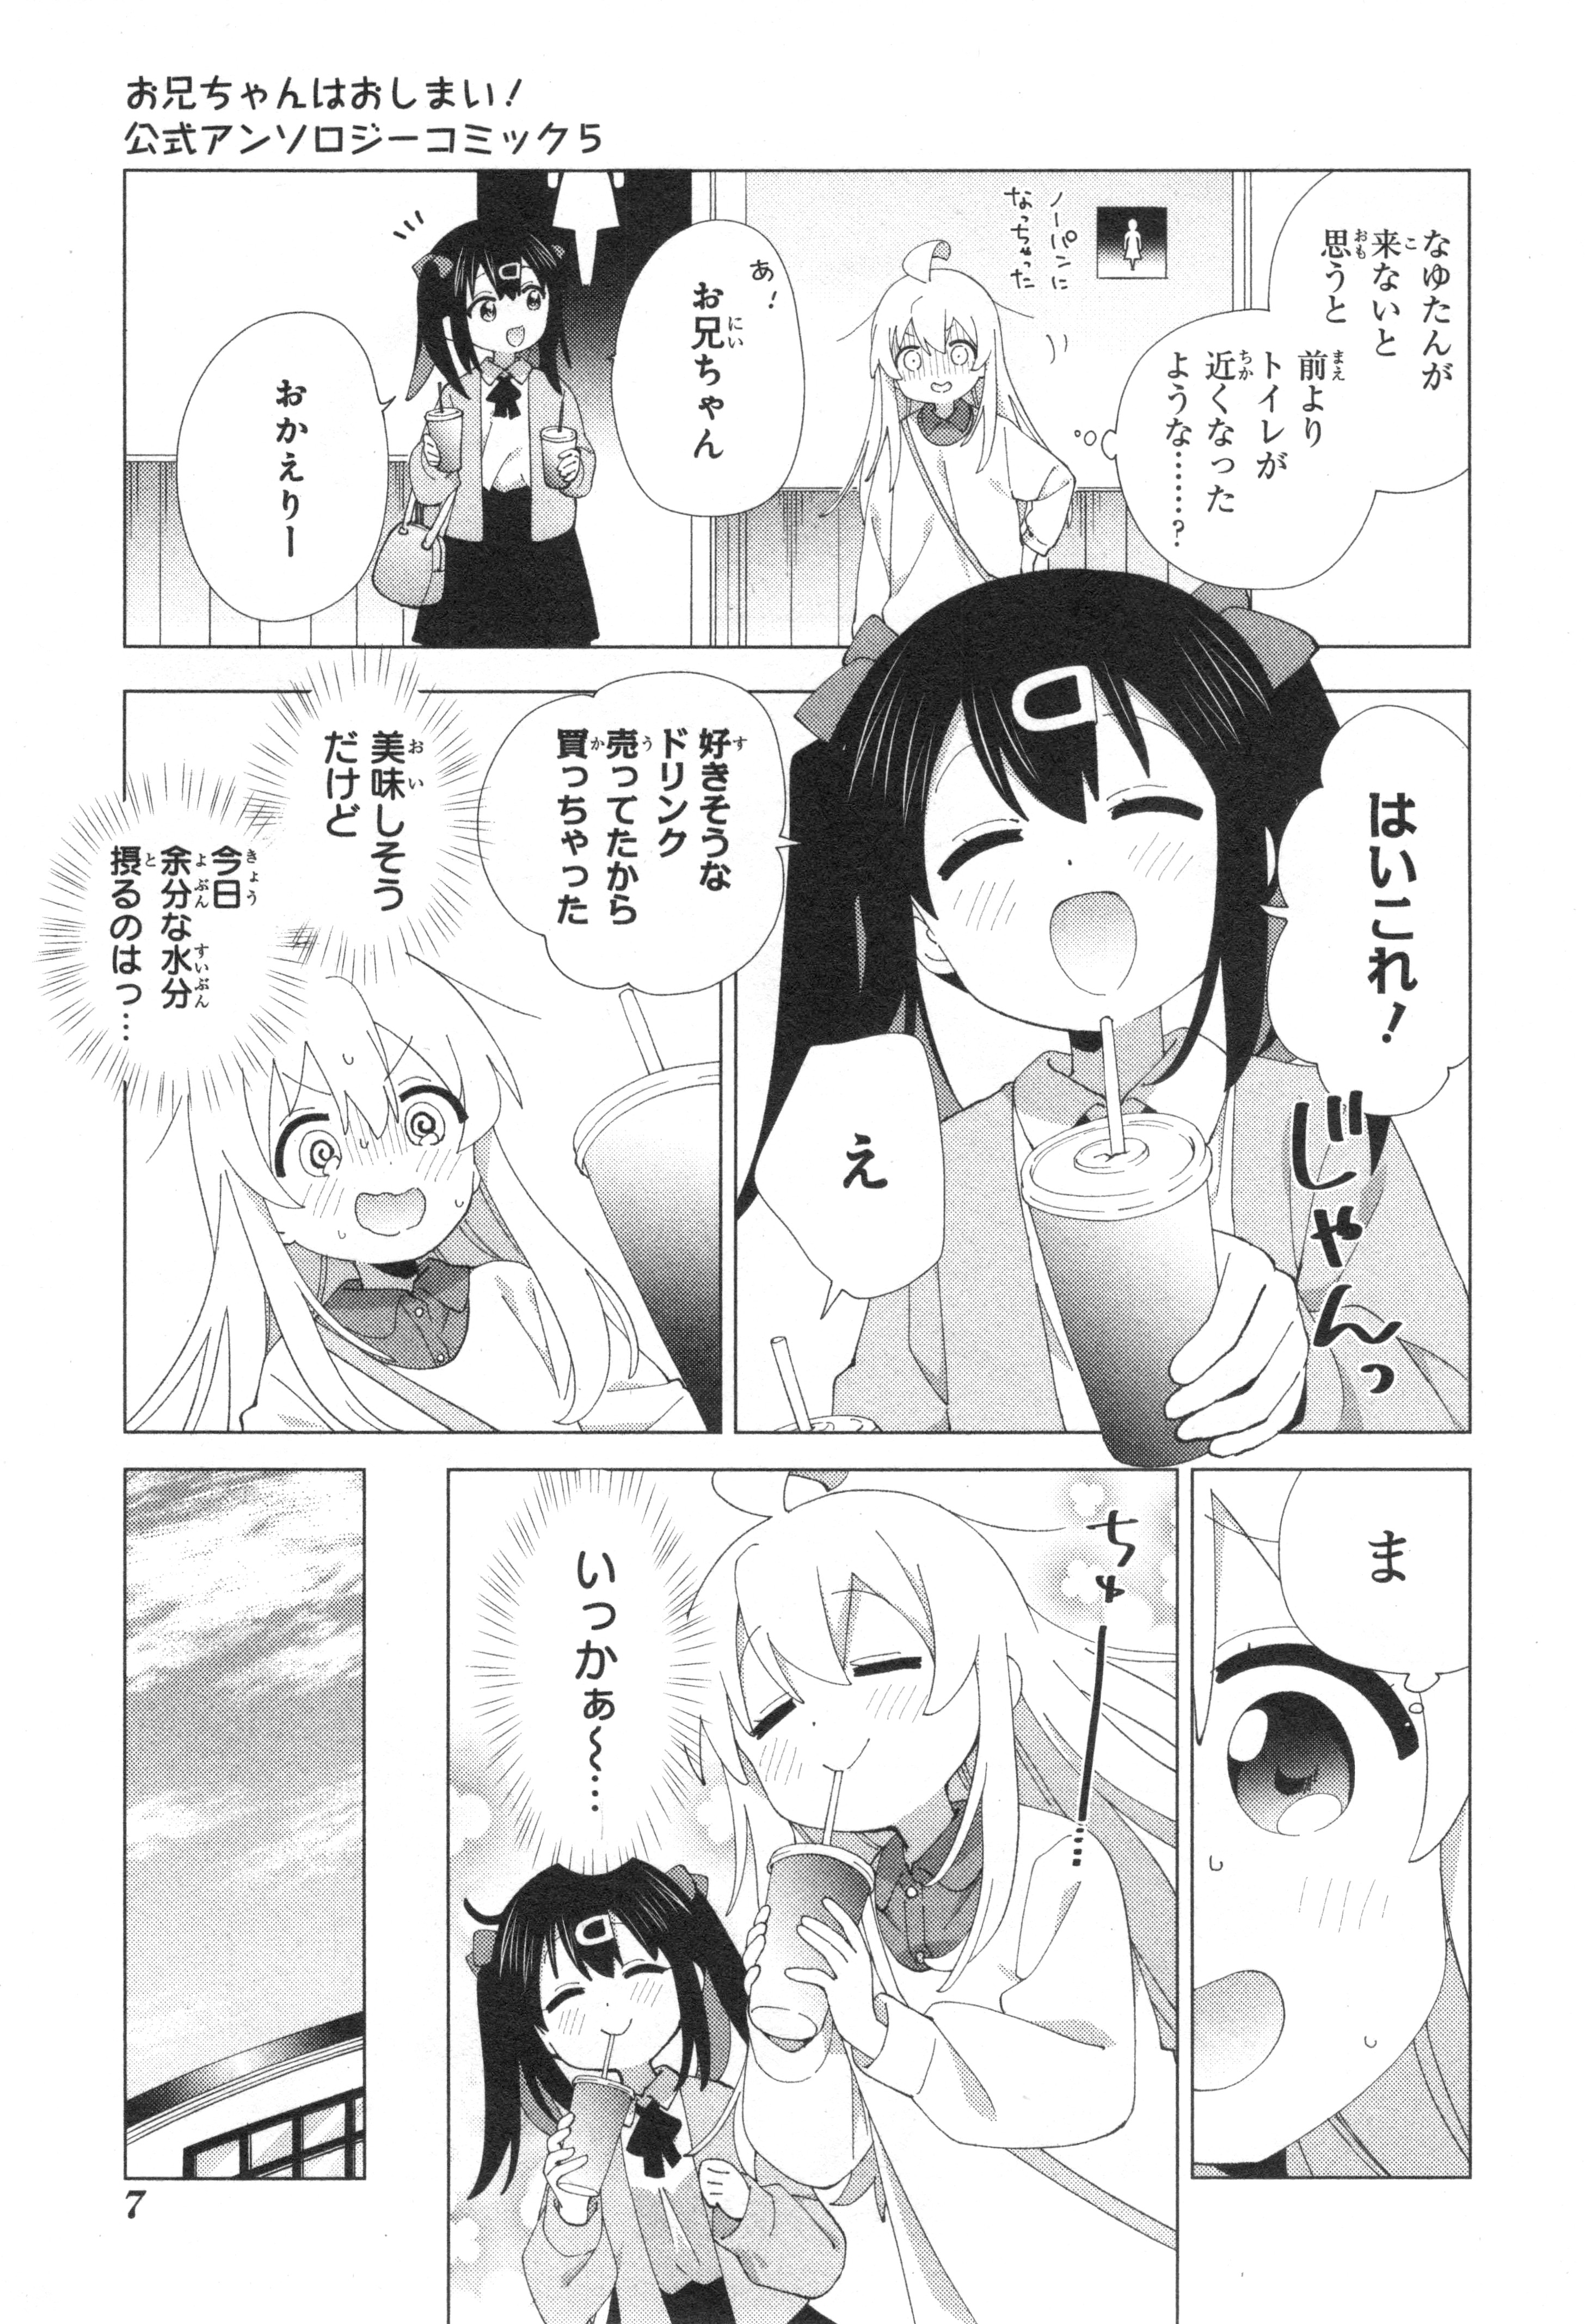 お兄ちゃんはおしまい！
公式アンソロジーコミック5
なゆたんが
来ないと
思うと
前より
トイレが
近くなった
ような……？
ノーパンに
なっちゃった
あ！
お兄ちゃん
おかえりー
はいこれ！
じゃんっ
え
好きそうな
ドリンク
売ってたから
買っちゃった
美味しそう
だけど
今日
余分な水分
摂るのはっ…
ま
ちゅー……
いっかぁ〜…
7